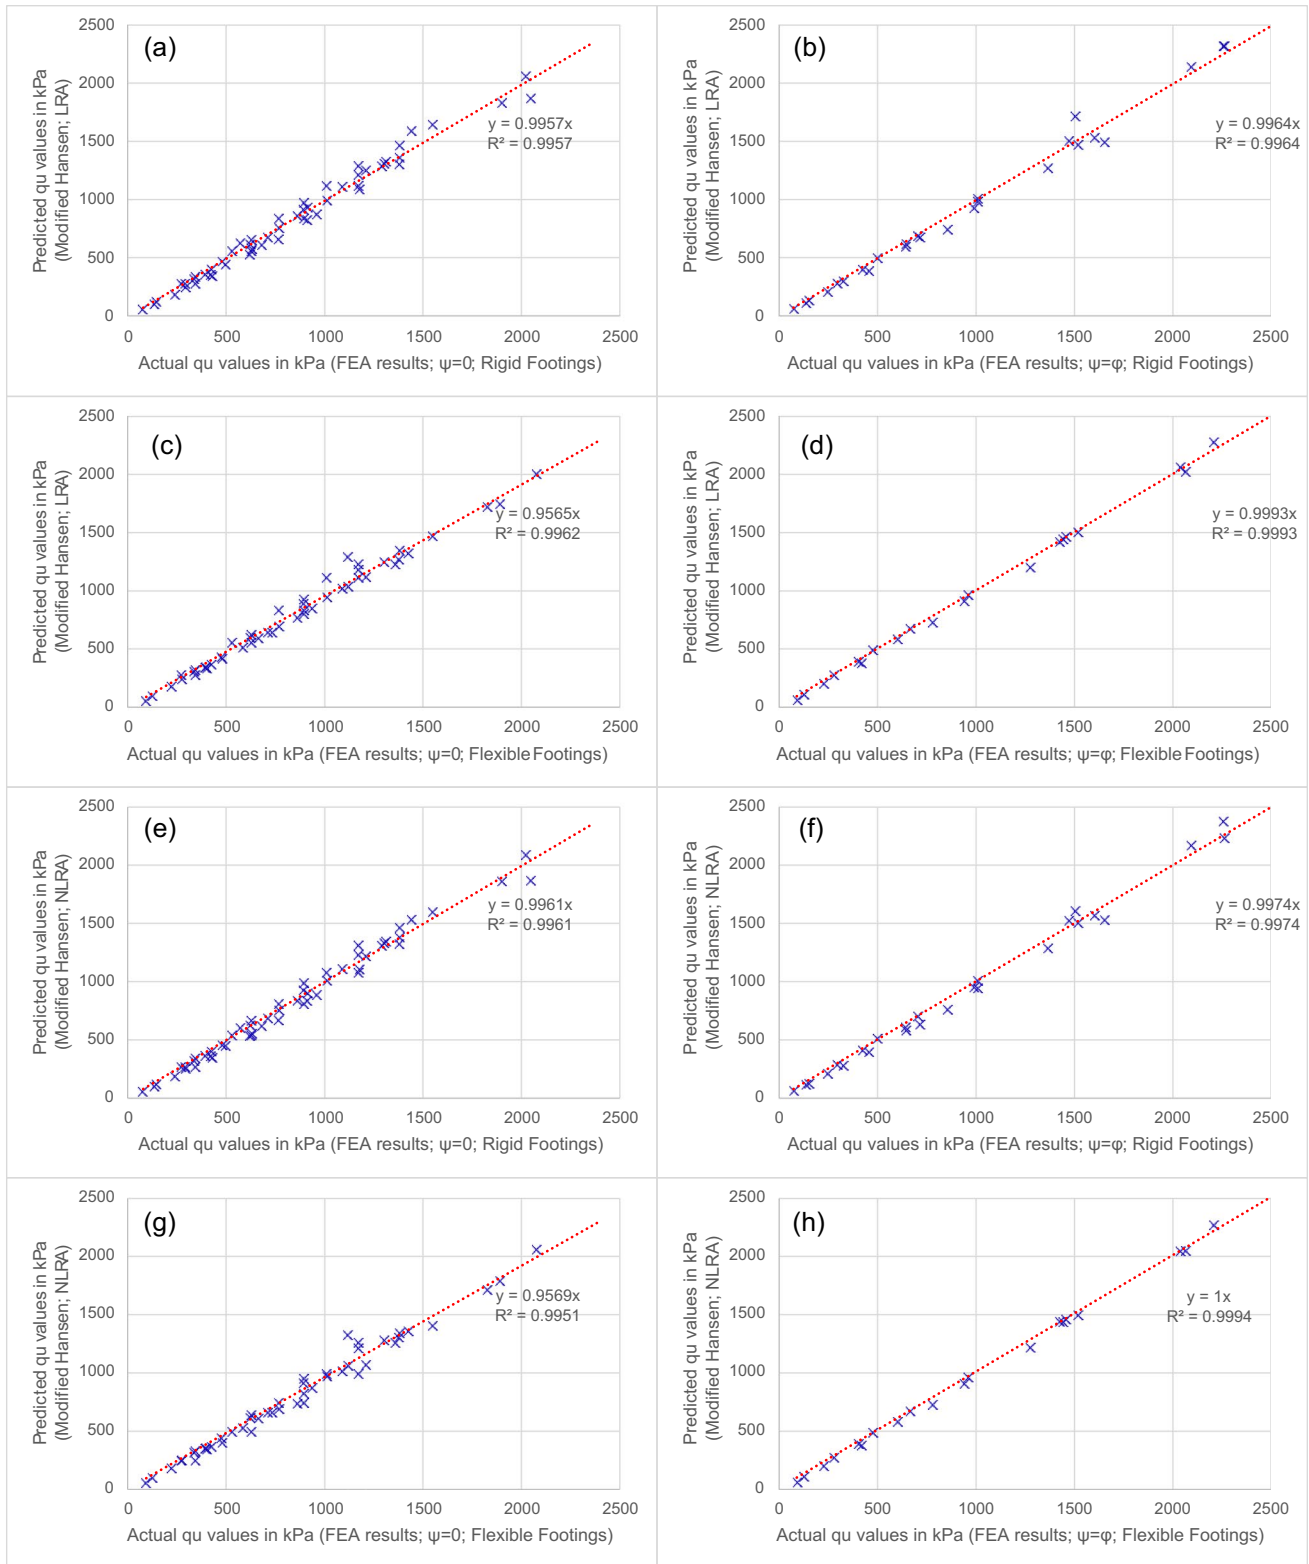 (a)
2500
2000
1500
1000
500
0
Predicted qu values in kPa
(Modified Hansen; LRA)
y = 0.9957x
R² = 0.9957
0 500 1000 1500 2000 2500
Actual qu values in kPa (FEA results; ψ=0; Rigid Footings)
(b)
2500
2000
1500
1000
500
0
Predicted qu values in kPa
(Modified Hansen; LRA)
y = 0.9964x
R² = 0.9964
0 500 1000 1500 2000 2500
Actual qu values in kPa (FEA results; ψ=φ; Rigid Footings)
(c)
2500
2000
1500
1000
500
0
Predicted qu values in kPa
(Modified Hansen; LRA)
y = 0.9565x
R² = 0.9962
0 500 1000 1500 2000 2500
Actual qu values in kPa (FEA results; ψ=0; Flexible Footings)
(d)
2500
2000
1500
1000
500
0
Predicted qu values in kPa
(Modified Hansen; LRA)
y = 0.9993x
R² = 0.9993
0 500 1000 1500 2000 2500
Actual qu values in kPa (FEA results; ψ=φ; Flexible Footings)
(e)
2500
2000
1500
1000
500
0
Predicted qu values in kPa
(Modified Hansen; NLRA)
y = 0.9961x
R² = 0.9961
0 500 1000 1500 2000 2500
Actual qu values in kPa (FEA results; ψ=0; Rigid Footings)
(f)
2500
2000
1500
1000
500
0
Predicted qu values in kPa
(Modified Hansen; NLRA)
y = 0.9974x
R² = 0.9974
0 500 1000 1500 2000 2500
Actual qu values in kPa (FEA results; ψ=φ; Rigid Footings)
(g)
2500
2000
1500
1000
500
0
Predicted qu values in kPa
(Modified Hansen; NLRA)
y = 0.9569x
R² = 0.9951
0 500 1000 1500 2000 2500
Actual qu values in kPa (FEA results; ψ=0; Flexible Footings)
(h)
2500
2000
1500
1000
500
0
Predicted qu values in kPa
(Modified Hansen; NLRA)
y = 1x
R² = 0.9994
0 500 1000 1500 2000 2500
Actual qu values in kPa (FEA results; ψ=φ; Flexible Footings)